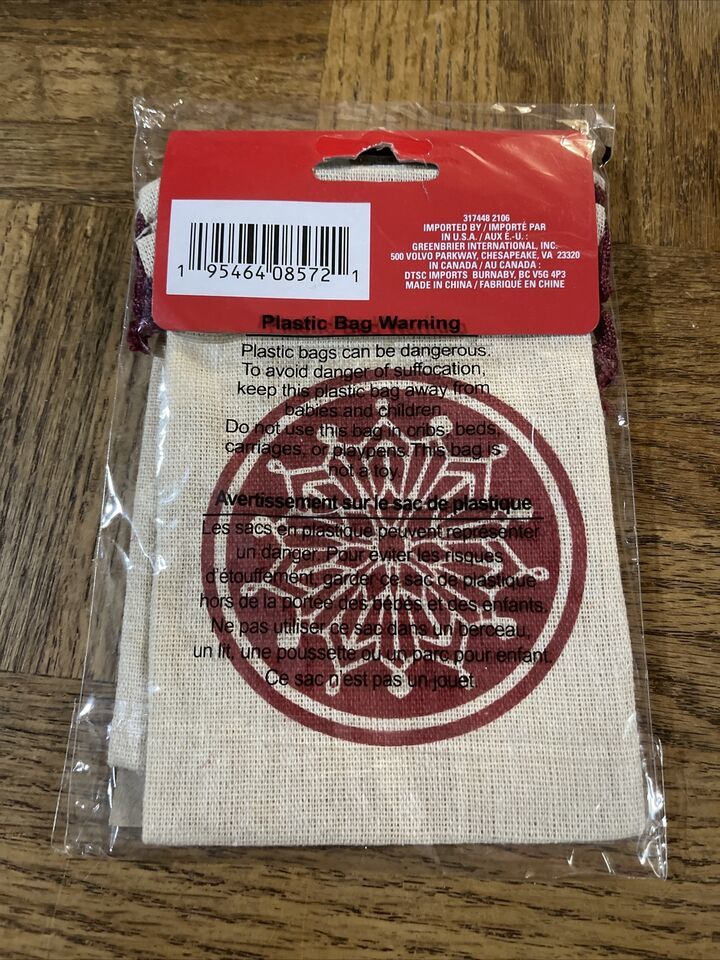 1 95464 08572 1
317448 2106
IMPORTED BY / IMPORTÉ PAR
IN U.S.A. / AUX É.-U. :
GREENBRIER INTERNATIONAL, INC.
500 VOLVO PARKWAY, CHESAPEAKE, VA 23320
IN CANADA / AU CANADA :
DTSC IMPORTS BURNABY, BC V5G 4P3
MADE IN CHINA / FABRIQUÉ EN CHINE
Plastic Bag Warning
Plastic bags can be dangerous.
To avoid danger of suffocation,
keep this plastic bag away from
babies and children.
Do not use this bag in cribs, beds,
carriages, or playpens.This bag is
not a toy.
Avertissement sur le sac de plastique
Les sacs en plastique peuvent représenter
un danger. Pour éviter les risques
d'étouffement, garder ce sac de plastique
hors de la portée des bébés et des enfants.
Ne pas utiliser ce sac dans un berceau,
un lit, une poussette ou un parc pour enfant.
Ce sac n'est pas un jouet.